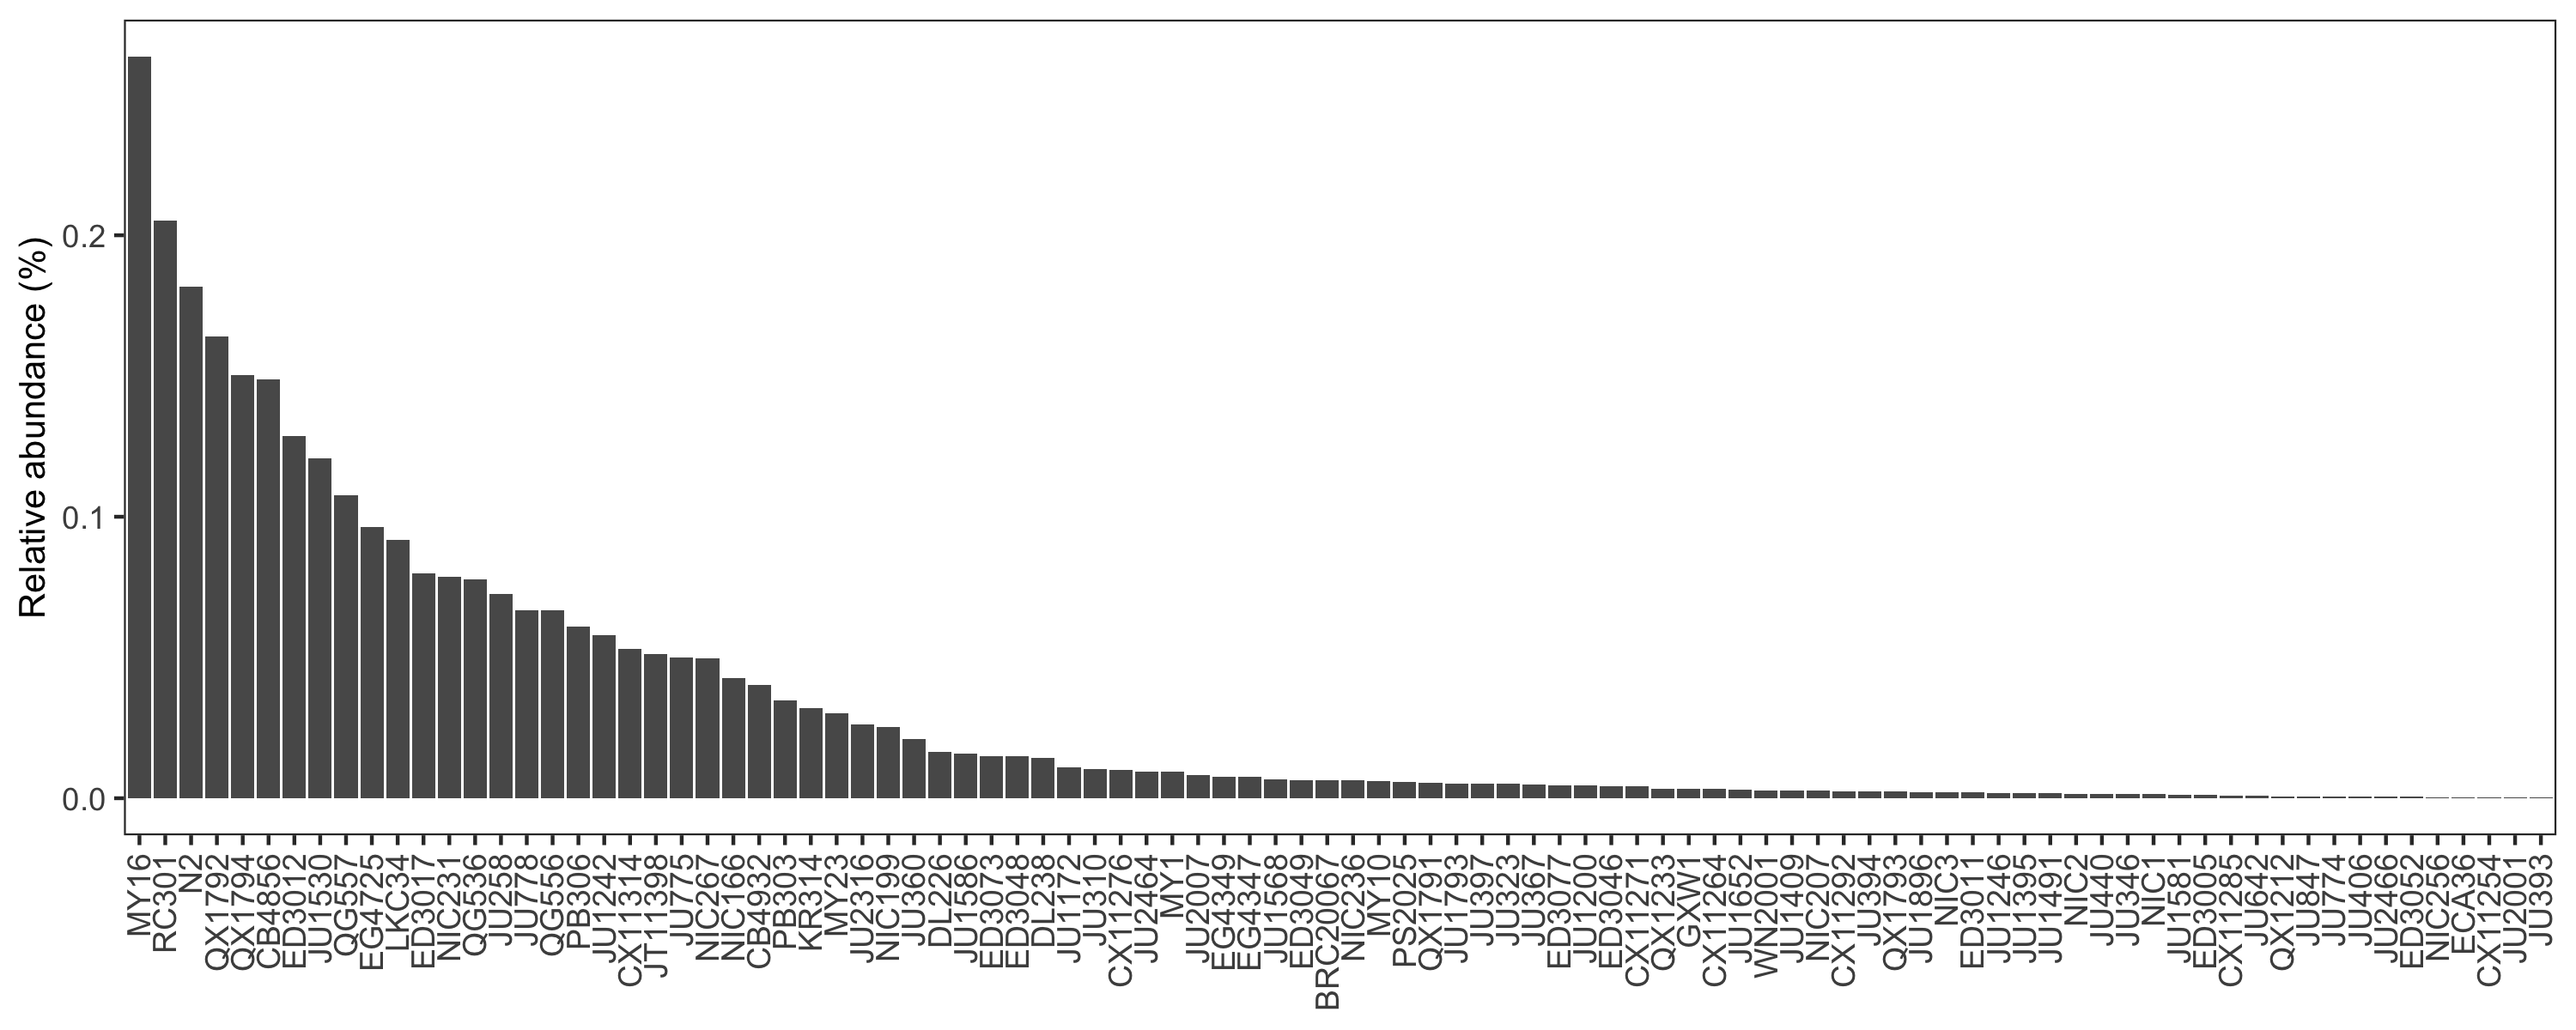 Relative abundance (%)
0.2
0.1
0.0
MY16
RC301
N2
QX1792
QX1794
CB4856
ED3012
JU1530
QG557
EG4725
LKC34
ED3017
NIC231
QG536
JU258
JU778
QG556
PB306
JU1242
CX11314
JT11398
JU775
NIC267
NIC166
CB4932
PB303
KR314
MY23
JU2316
NIC199
JU360
DL226
JU1586
ED3073
ED3048
DL238
JU1172
JU310
CX11276
JU2464
MY1
JU2007
EG4349
EG4347
JU1568
ED3049
BRC20067
NIC236
MY10
PS2025
QX1791
JU1793
JU397
JU323
JU367
ED3077
JU1200
ED3046
CX11271
QX1233
GXW1
CX11264
JU1652
WN2001
JU1409
NIC207
CX11292
JU394
QX1793
JU1896
NIC3
ED3011
JU1246
JU1395
JU1491
NIC2
JU440
JU346
NIC1
JU1581
ED3005
CX11285
JU642
QX1212
JU847
JU774
JU406
JU2466
ED3052
NIC256
ECA36
CX11254
JU2001
JU393